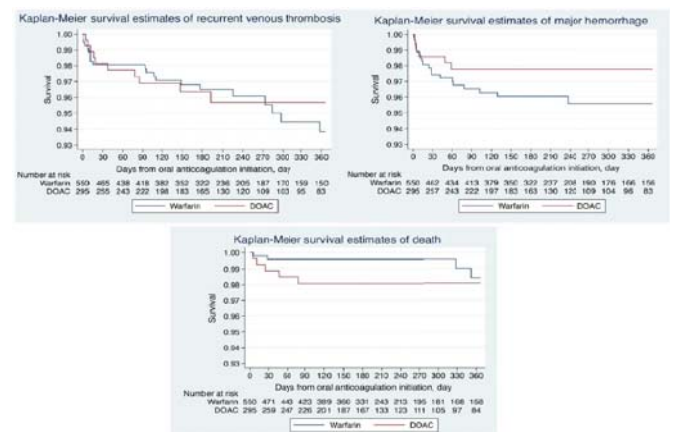 Kaplan-Meier survival estimates of recurrent venous thrombosis
1.00
0.99
0.98
0.97
0.96
0.95
0.94
0.93
Survival
0 30 60 90 120 150 180 210 240 270 300 330 360
Days from oral anticoagulation initiation, day
Number at risk
Warfarin 550 465 438 418 382 352 322 236 205 187 170 159 150
DOAC 295 255 243 222 198 183 165 130 120 109 103 95 83
Warfarin DOAC
Kaplan-Meier survival estimates of major hemorrhage
1.00
0.99
0.98
0.97
0.96
0.95
0.94
0.93
Survival
0 30 60 90 120 150 180 210 240 270 300 330 360
Days from oral anticoagulation initiation, day
Number at risk
Warfarin 550 462 434 413 379 350 322 237 208 190 176 166 156
DOAC 295 257 243 222 197 183 163 130 120 109 104 96 83
Warfarin DOAC
Kaplan-Meier survival estimates of death
1.00
0.99
0.98
0.97
0.96
0.95
0.94
0.93
Survival
0 30 60 90 120 150 180 210 240 270 300 330 360
Days from oral anticoagulation initiation, day
Number at risk
Warfarin 550 471 443 423 389 360 331 243 213 195 181 168 158
DOAC 295 259 247 226 201 187 167 133 123 111 105 97 84
Warfarin DOAC